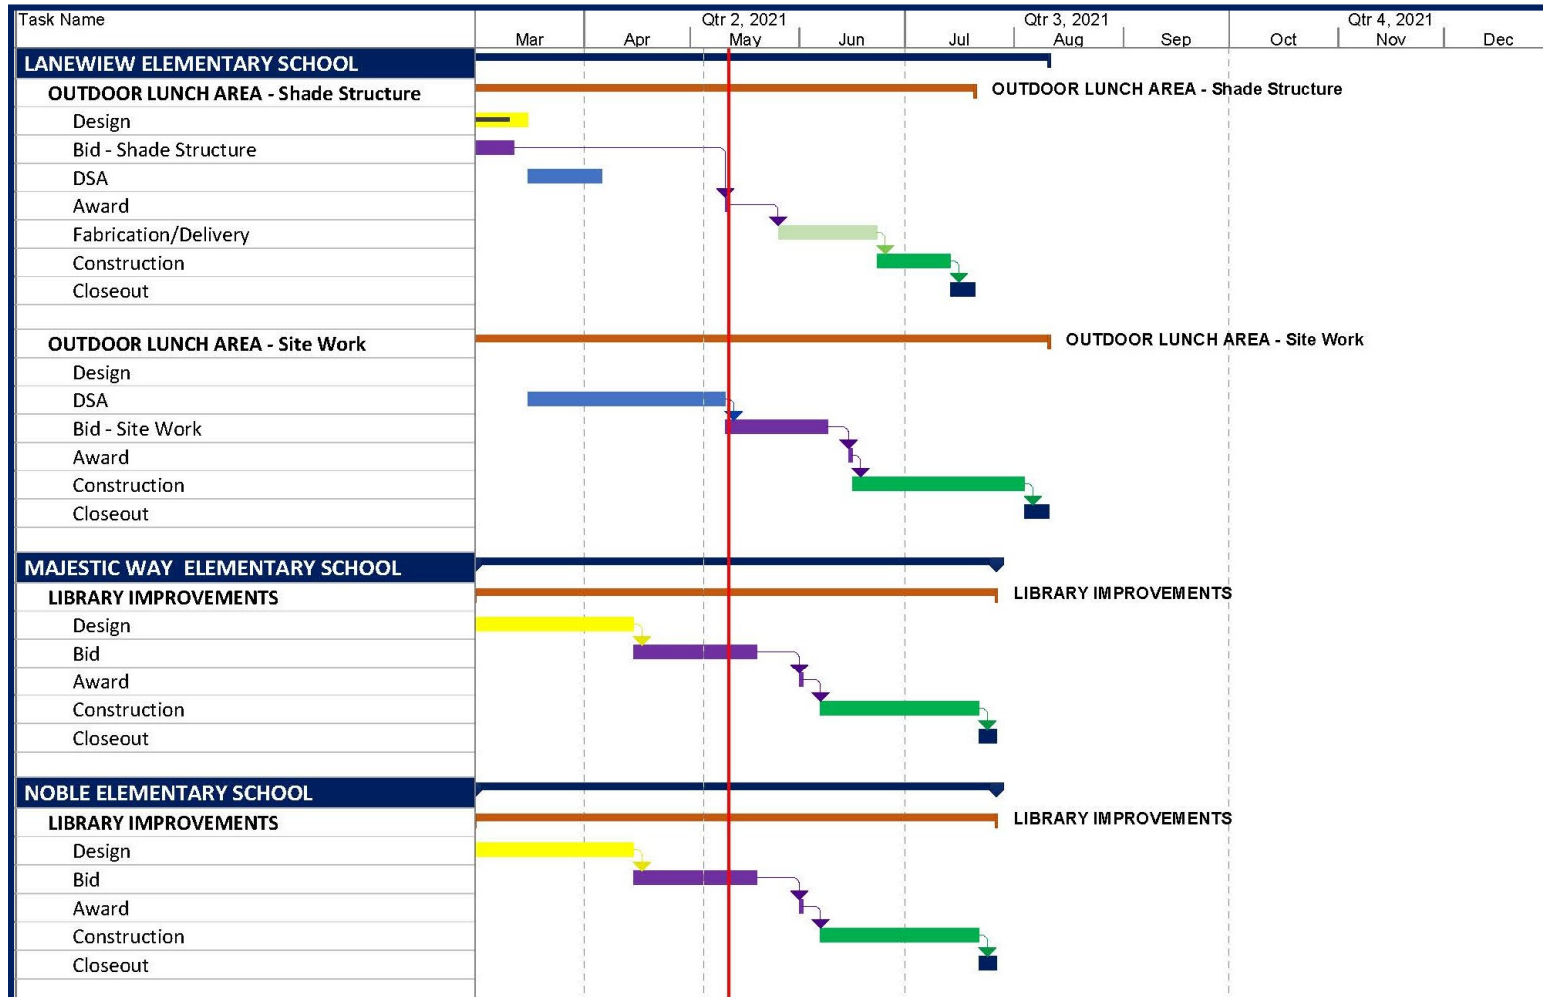 Task Name Qtr 2, 2021 Qtr 3, 2021 Qtr 4, 2021
Mar Apr May Jun Jul Aug Sep Oct Nov Dec
LANEWIEW ELEMENTARY SCHOOL
OUTDOOR LUNCH AREA - Shade Structure OUTDOOR LUNCH AREA - Shade Structure
Design
Bid - Shade Structure
DSA
Award
Fabrication/Delivery
Construction
Closeout
OUTDOOR LUNCH AREA - Site Work OUTDOOR LUNCH AREA - Site Work
Design
DSA
Bid - Site Work
Award
Construction
Closeout
MAJESTIC WAY ELEMENTARY SCHOOL
LIBRARY IMPROVEMENTS LIBRARY IMPROVEMENTS
Design
Bid
Award
Construction
Closeout
NOBLE ELEMENTARY SCHOOL
LIBRARY IMPROVEMENTS LIBRARY IMPROVEMENTS
Design
Bid
Award
Construction
Closeout